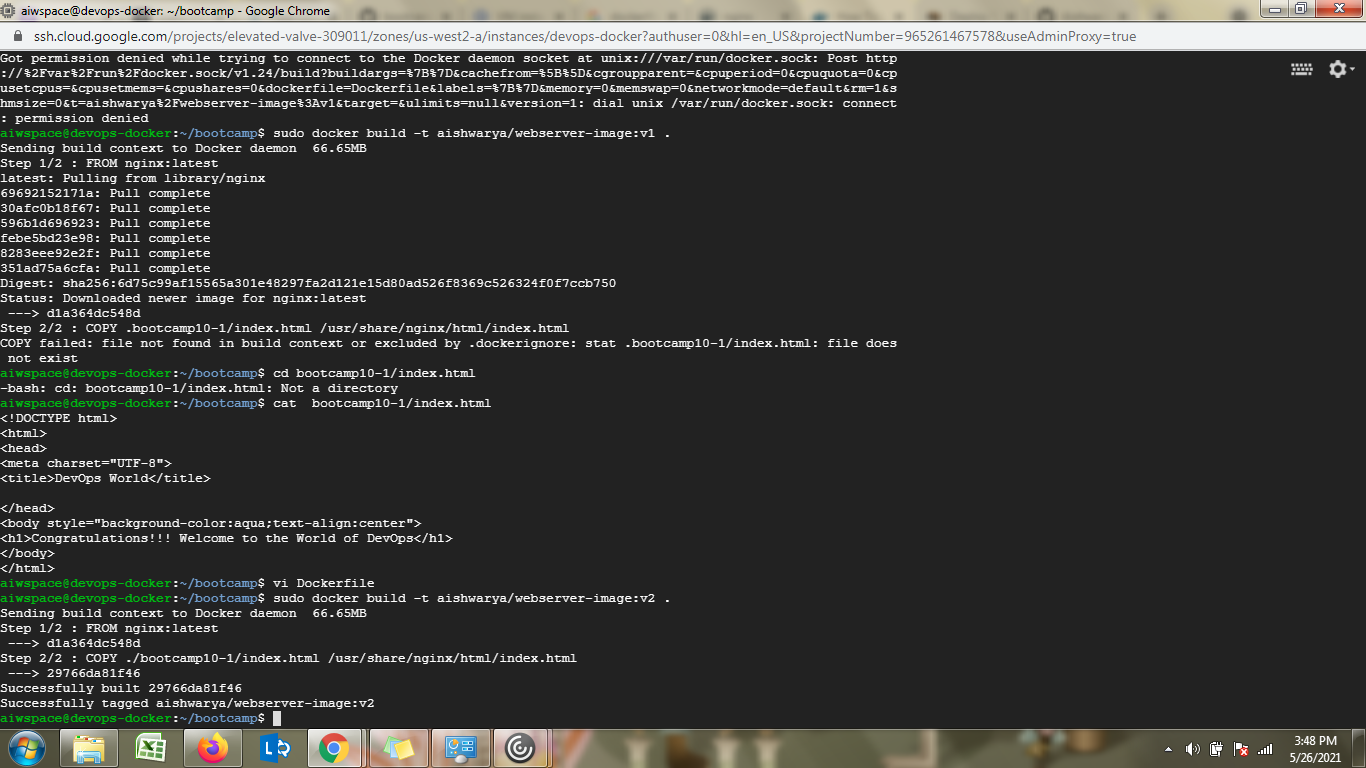 aiwspace@devops-docker: ~/bootcamp - Google Chrome
ssh.cloud.google.com/projects/elevated-valve-309011/zones/us-west2-a/instances/devops-docker?authuser=0&hl=en_US&projectNumber=965261467578&useAdminProxy=true
Got permission denied while trying to connect to the Docker daemon socket at unix:///var/run/docker.sock: Post http
://%2Fvar%2Frun%2Fdocker.sock/v1.24/build?buildargs=%7B%7D&cachefrom=%5B%5D&cgroupparent=&cpuperiod=0&cpuquota=0&cp
usetcpus=&cpusetmems=&cpushares=0&dockerfile=Dockerfile&labels=%7B%7D&memory=0&memswap=0&networkmode=default&rm=1&s
hmsize=0&t=aishwarya%2Fwebserver-image%3Av1&target=&ulimits=null&version=1: dial unix /var/run/docker.sock: connect
: permission denied
aiwspace@devops-docker:~/bootcamp$ sudo docker build -t aishwarya/webserver-image:v1 .
Sending build context to Docker daemon  66.65MB
Step 1/2 : FROM nginx:latest
latest: Pulling from library/nginx
69692152171a: Pull complete
30afc0b18f67: Pull complete
596b1d696923: Pull complete
febe5bd23e98: Pull complete
8283eee92e2f: Pull complete
351ad75a6cfa: Pull complete
Digest: sha256:6d75c99af15565a301e48297fa2d121e15d80ad526f8369c526324f0f7ccb750
Status: Downloaded newer image for nginx:latest
 ---> d1a364dc548d
Step 2/2 : COPY .bootcamp10-1/index.html /usr/share/nginx/html/index.html
COPY failed: file not found in build context or excluded by .dockerignore: stat .bootcamp10-1/index.html: file does
 not exist
aiwspace@devops-docker:~/bootcamp$ cd bootcamp10-1/index.html
-bash: cd: bootcamp10-1/index.html: Not a directory
aiwspace@devops-docker:~/bootcamp$ cat  bootcamp10-1/index.html
<!DOCTYPE html>
<html>
<head>
<meta charset="UTF-8">
<title>DevOps World</title>
</head>
<body style="background-color:aqua;text-align:center">
<h1>Congratulations!!! Welcome to the World of DevOps</h1>
</body>
</html>
aiwspace@devops-docker:~/bootcamp$ vi Dockerfile
aiwspace@devops-docker:~/bootcamp$ sudo docker build -t aishwarya/webserver-image:v2 .
Sending build context to Docker daemon  66.65MB
Step 1/2 : FROM nginx:latest
 ---> d1a364dc548d
Step 2/2 : COPY ./bootcamp10-1/index.html /usr/share/nginx/html/index.html
 ---> 29766da81f46
Successfully built 29766da81f46
Successfully tagged aishwarya/webserver-image:v2
aiwspace@devops-docker:~/bootcamp$
3:48 PM
5/26/2021